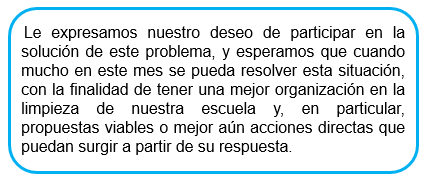 Le expresamos nuestro deseo de participar en la
solución de este problema, y esperamos que cuando
mucho en este mes se pueda resolver esta situación,
con la finalidad de tener una mejor organización en la
limpieza de nuestra escuela y, en particular,
propuestas viables o mejor aún acciones directas que
puedan surgir a partir de su respuesta.